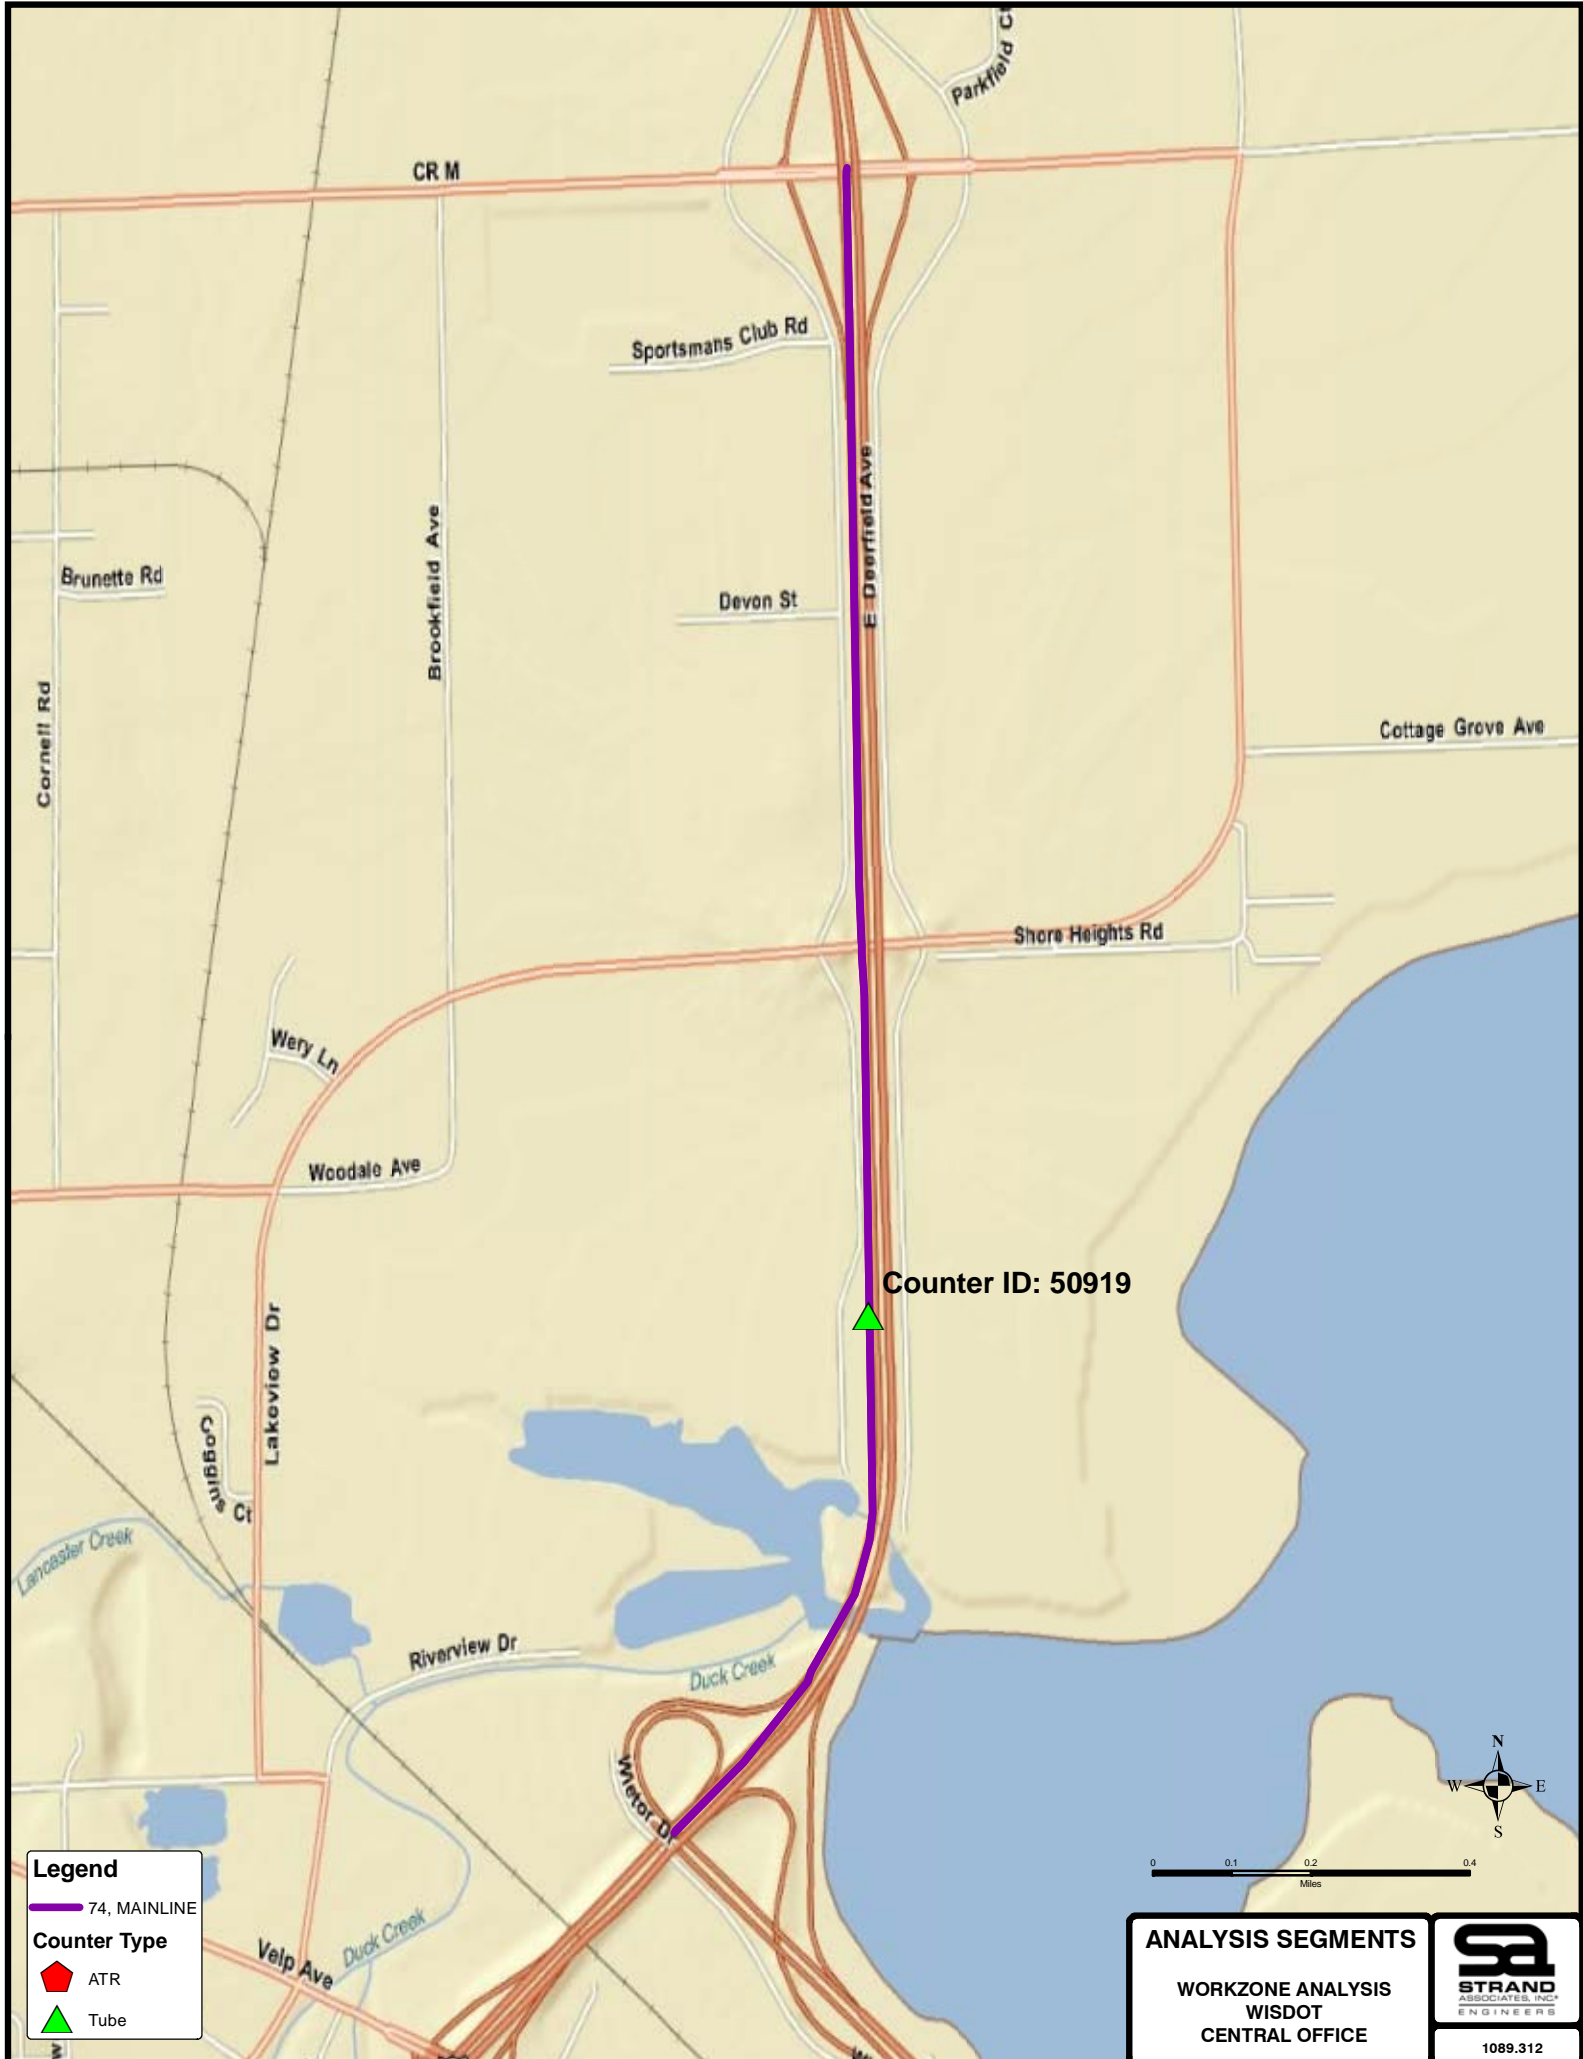 Parkfield Ct
CR M
Sportsmans Club Rd
E Deerfield Ave
Brookfield Ave
Brunette Rd
Devon St
Cornell Rd
Cottage Grove Ave
Shore Heights Rd
Wery Ln
Woodale Ave
Counter ID: 50919
Lakeview Dr
Coggins Ct
Lancaster Creek
Riverview Dr
Duck Creek
Wietor Dr
N
W E
S
0 0.1 0.2 0.4
Miles
Legend
74, MAINLINE
Counter Type
ATR
Tube
Velp Ave
Duck Creek
ANALYSIS SEGMENTS
WORKZONE ANALYSIS
WISDOT
CENTRAL OFFICE
sa
STRAND
ASSOCIATES, INC.®
ENGINEERS
1089.312